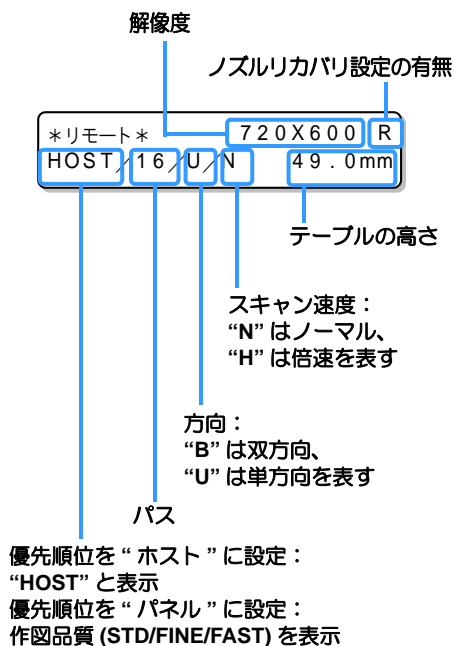 解像度
ノズルリカバリ設定の有無
＊リモート＊ 720X600 R
HOST/16/U/N 49.0mm
テーブルの高さ
スキャン速度：
“N” はノーマル、
“H” は倍速を表す
方向：
“B” は双方向、
“U” は単方向を表す
パス
優先順位を “ ホスト ” に設定：
“HOST” と表示
優先順位を “ パネル ” に設定：
作図品質 (STD/FINE/FAST) を表示